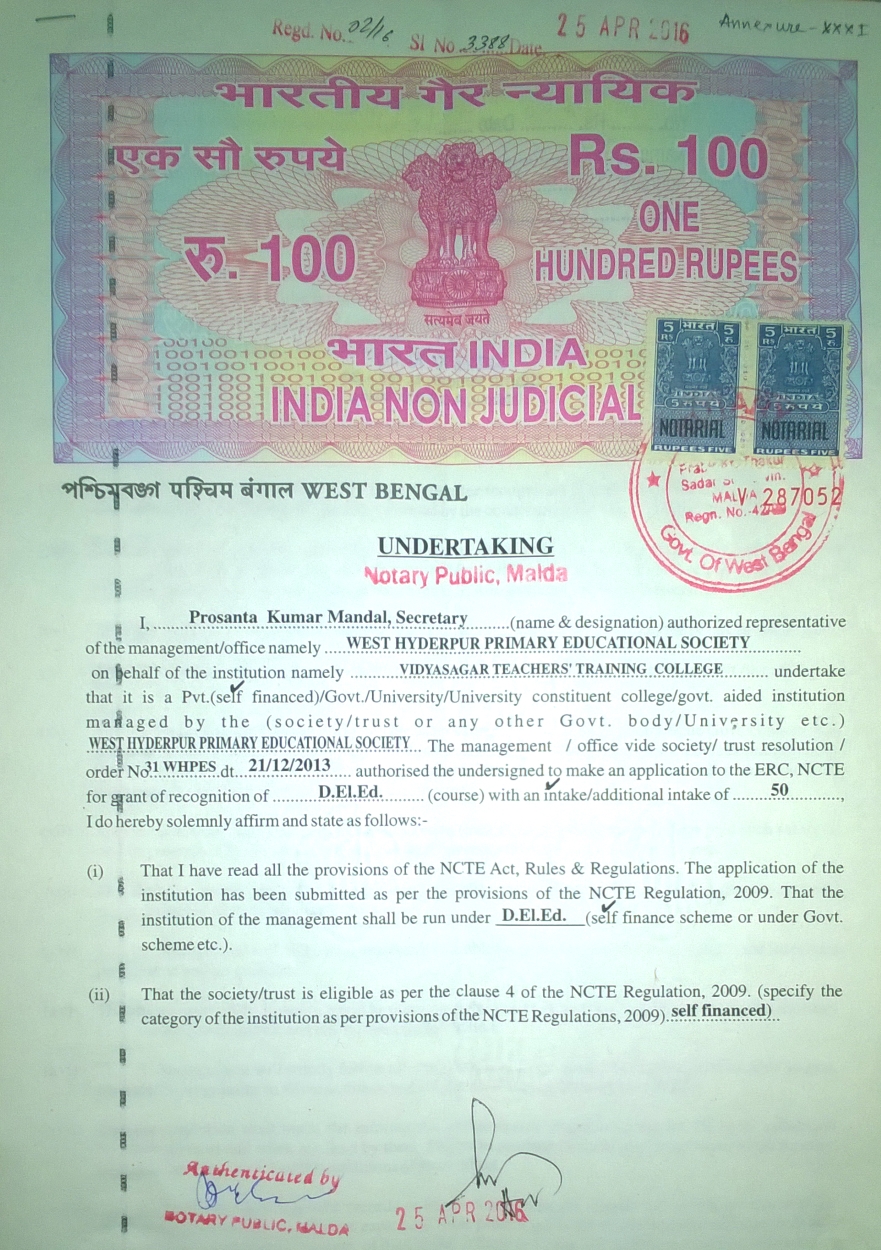 Regd. No. 02/16 Sl No. 3388 Date 25 APR 2016 Annexure-XXXI
भारतीय गैर न्यायिक
एक सौ रुपये Rs. 100
रु. 100 ONE
HUNDRED RUPEES
सत्यमेव जयते
भारत INDIA
INDIA NON JUDICIAL
5 भारत 5 5 भारत 5
RS रु. RS रु.
NOTARIAL NOTARIAL
RUPEES FIVE RUPEES FIVE
পশ্চিমবঙ্গ पश्चिम बंगाल WEST BENGAL
Sadar
MAL V 287052
Regn. No.
Govt. Of West Bengal
UNDERTAKING
Notary Public, Malda
I, Prosanta Kumar Mandal, Secretary (name & designation) authorized representative
of the management/office namely WEST HYDERPUR PRIMARY EDUCATIONAL SOCIETY
on behalf of the institution namely VIDYASAGAR TEACHERS' TRAINING COLLEGE undertake
that it is a Pvt.(self financed)/Govt./University/University constituent college/govt. aided institution
managed by the (society/trust or any other Govt. body/University etc.)
WEST HYDERPUR PRIMARY EDUCATIONAL SOCIETY... The management / office vide society/ trust resolution /
order No 31 WHPES dt. 21/12/2013 authorised the undersigned to make an application to the ERC, NCTE
for grant of recognition of D.El.Ed. (course) with an intake/additional intake of 50,
I do hereby solemnly affirm and state as follows:-
(i) That I have read all the provisions of the NCTE Act, Rules & Regulations. The application of the
institution has been submitted as per the provisions of the NCTE Regulation, 2009. That the
institution of the management shall be run under D.El.Ed. (self finance scheme or under Govt.
scheme etc.).
(ii) That the society/trust is eligible as per the clause 4 of the NCTE Regulation, 2009. (specify the
category of the institution as per provisions of the NCTE Regulations, 2009). self financed)
Authenticated by
NOTARY PUBLIC, MALDA
25 APR 2016